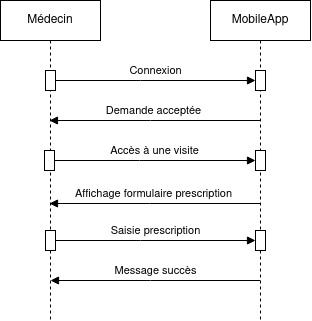 Médecin
MobileApp
Connexion
Demande acceptée
Accès à une visite
Affichage formulaire prescription
Saisie prescription
Message succès